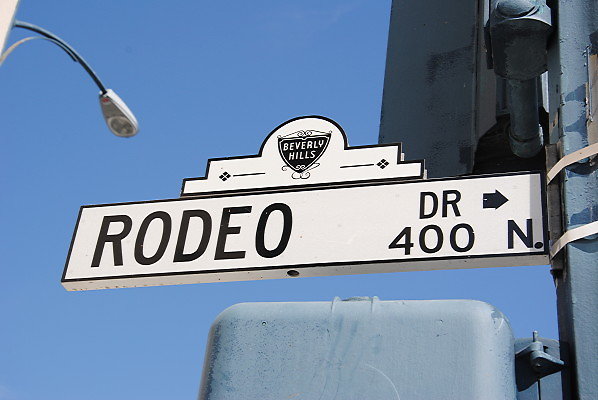 BEVERLY
HILLS
RODEO DR →
400 N.